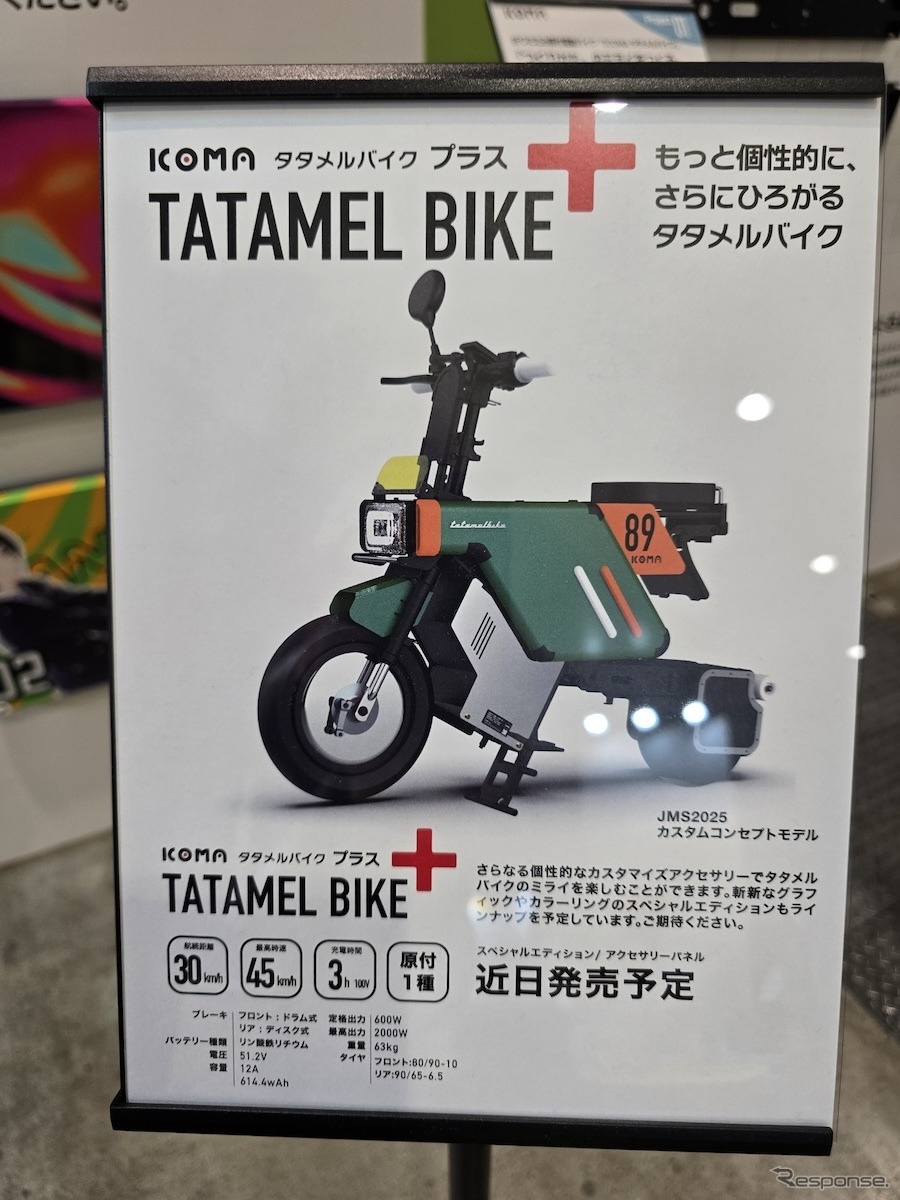 ください。
ICOMA
ICOMA タタメルバイク プラス
TATAMEL BIKE
もっと個性的に、
さらにひろがる
タタメルバイク
tatamelbike
89
ICOMA
02
JMS2025
カスタムコンセプトモデル
ICOMA タタメルバイク プラス
TATAMEL BIKE
さらなる個性的なカスタマイズアクセサリーでタタメル
バイクのミライを楽しむことができます。斬新なグラフ
ィックやカラーリングのスペシャルエディションもライ
ンナップを予定しています。ご期待ください。
航続距離 最高時速 充電時間 原付
30km/h 45km/h 3h 100V 1種
スペシャルエディション/ アクセサリーパネル
近日発売予定
ブレーキ フロント：ドラム式
リア：ディスク式
バッテリー種類 リン酸鉄リチウム
電圧 51.2V
容量 12A
614.4wAh
定格出力 600W
最高出力 2000W
重量 63kg
タイヤ フロント:80/90-10
リア:90/65-6.5
Response.